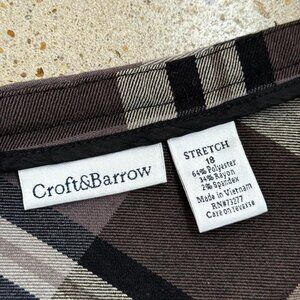 Croft&Barrow
STRETCH
18
64% Polyester
34% Rayon
2% Spandex
Made in Vietnam
RN#73277
Care on reverse